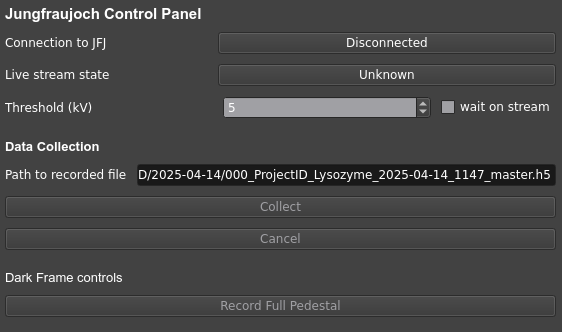 Jungfraujoch Control Panel
Connection to JFJ Disconnected
Live stream state Unknown
Threshold (kV) 5 wait on stream
Data Collection
Path to recorded file D/2025-04-14/000_ProjectID_Lysozyme_2025-04-14_1147_master.h5
Collect
Cancel
Dark Frame controls
Record Full Pedestal